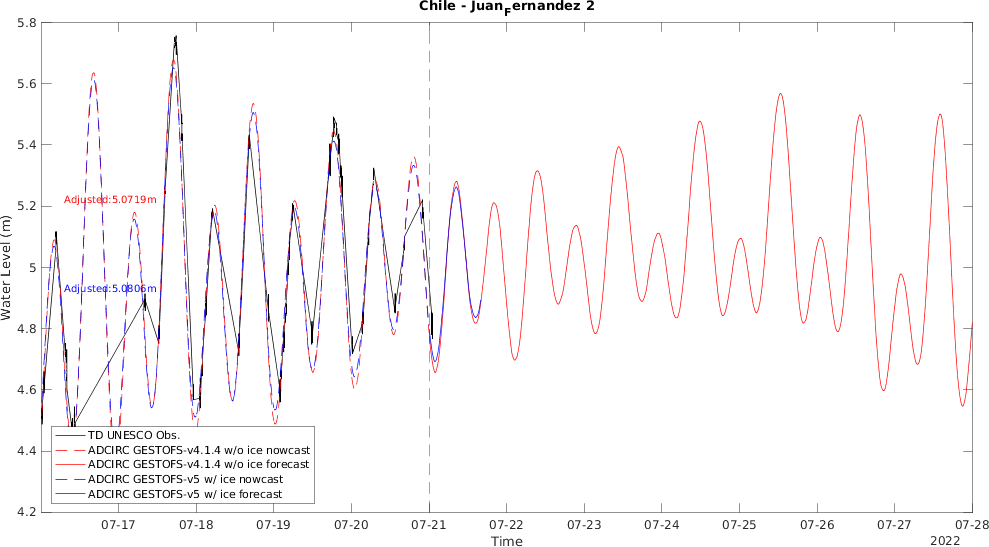 Chile - JuanFernandez 2
Water Level (m)
5.8
5.6
5.4
5.2
5
4.8
4.6
4.4
4.2
Adjusted:5.0719m
Adjusted:5.0806m
TD UNESCO Obs.
ADCIRC GESTOFS-v4.1.4 w/o ice nowcast
ADCIRC GESTOFS-v4.1.4 w/o ice forecast
ADCIRC GESTOFS-v5 w/ ice nowcast
ADCIRC GESTOFS-v5 w/ ice forecast
07-17 07-18 07-19 07-20 07-21 07-22 07-23 07-24 07-25 07-26 07-27 07-28
Time
2022